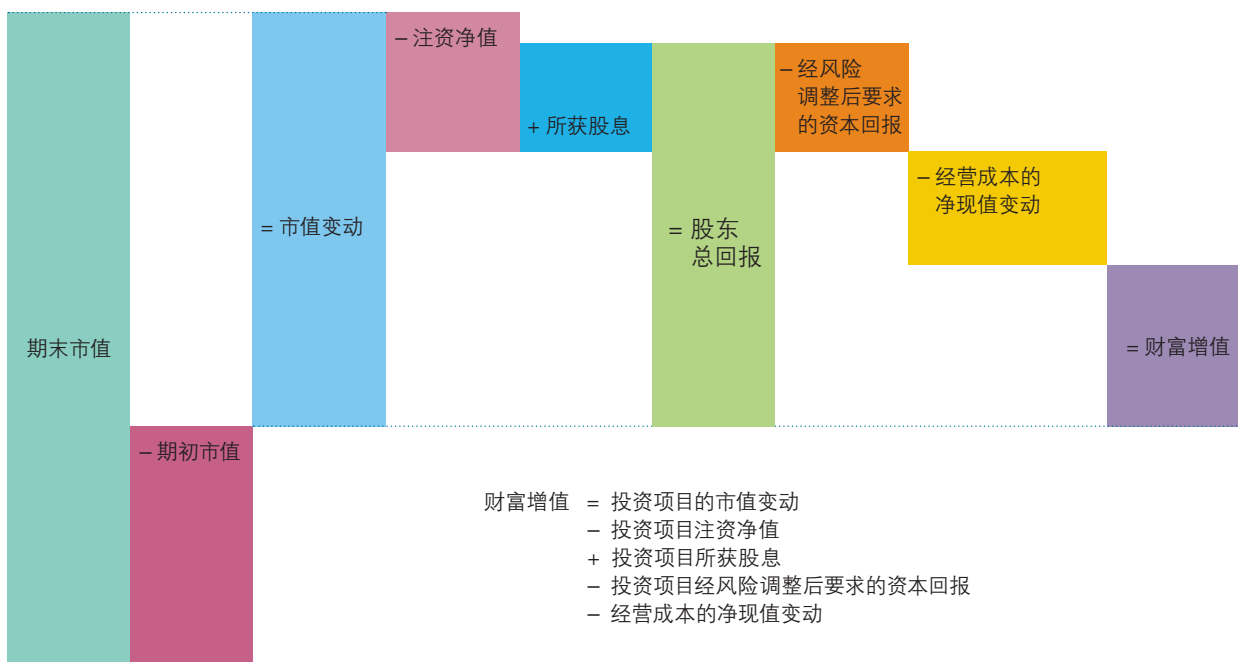 – 注资净值
– 经风险
调整后要求
的资本回报
+ 所获股息
– 经营成本的
净现值变动
= 市值变动
= 股东
总回报
期末市值
= 财富增值
– 期初市值
财富增值 = 投资项目的市值变动
– 投资项目注资净值
+ 投资项目所获股息
– 投资项目经风险调整后要求的资本回报
– 经营成本的净现值变动